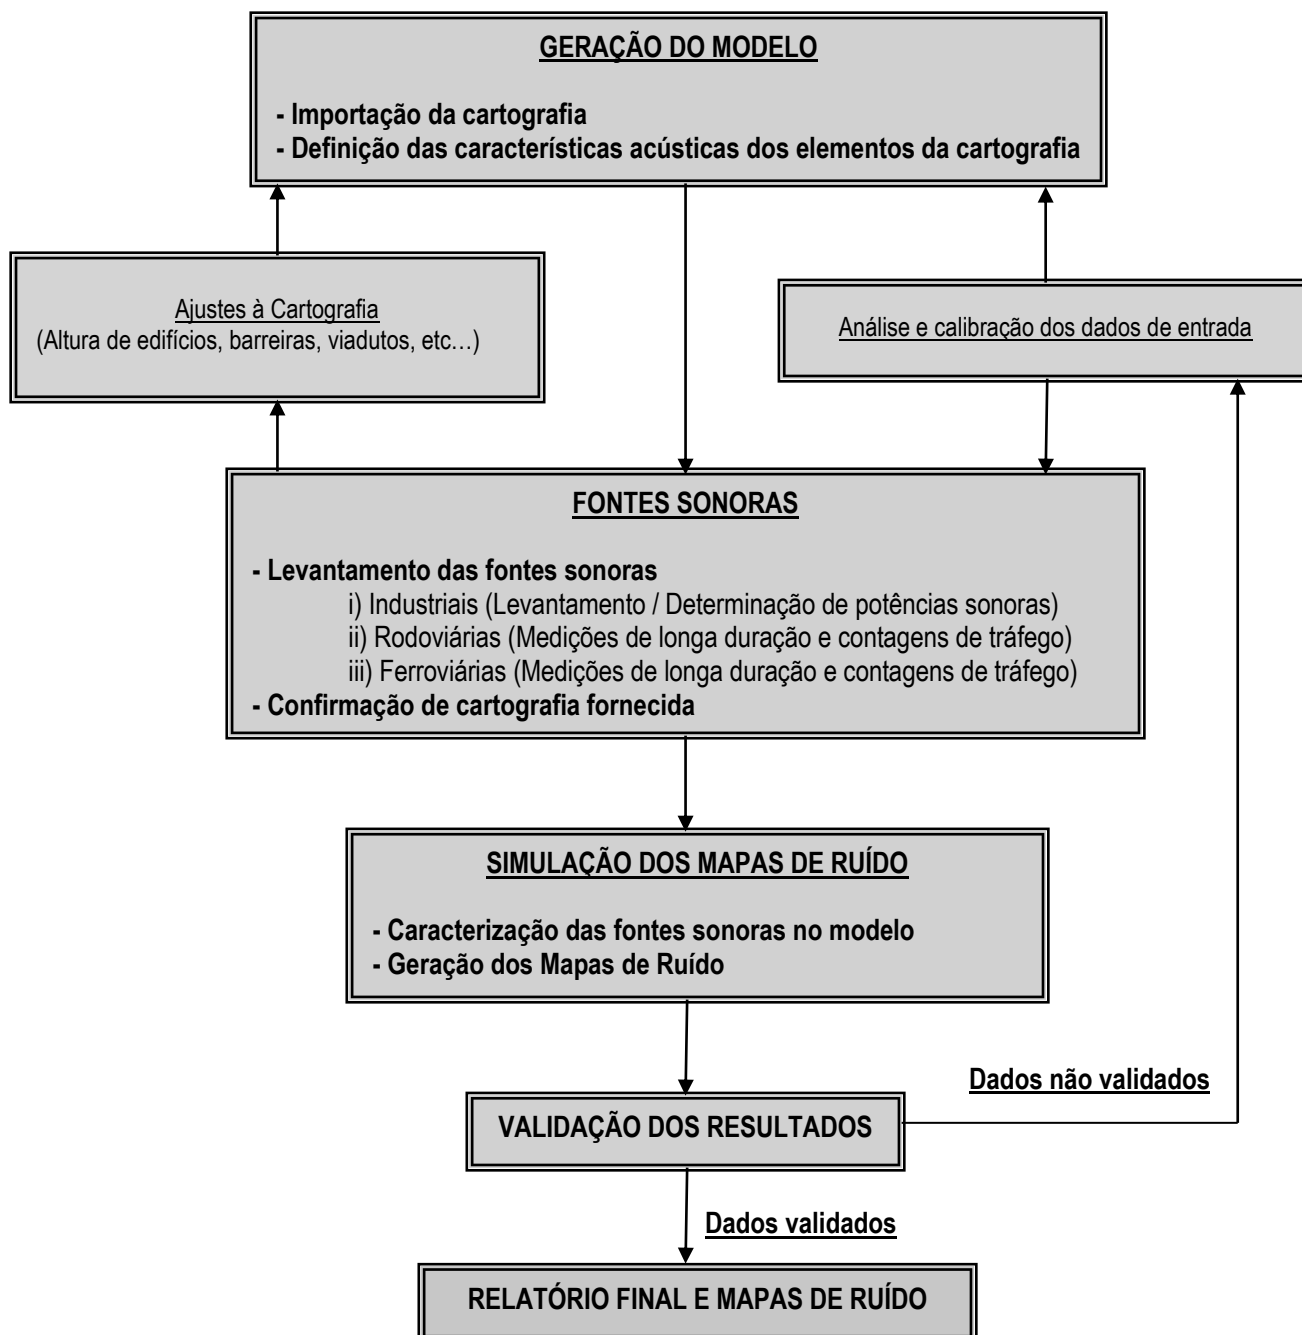 GERAÇÃO DO MODELO
- Importação da cartografia
- Definição das características acústicas dos elementos da cartografia
Ajustes à Cartografia
(Altura de edifícios, barreiras, viadutos, etc…)
Análise e calibração dos dados de entrada
FONTES SONORAS
- Levantamento das fontes sonoras
i) Industriais (Levantamento / Determinação de potências sonoras)
ii) Rodoviárias (Medições de longa duração e contagens de tráfego)
iii) Ferroviárias (Medições de longa duração e contagens de tráfego)
- Confirmação de cartografia fornecida
SIMULAÇÃO DOS MAPAS DE RUÍDO
- Caracterização das fontes sonoras no modelo
- Geração dos Mapas de Ruído
Dados não validados
VALIDAÇÃO DOS RESULTADOS
Dados validados
RELATÓRIO FINAL E MAPAS DE RUÍDO